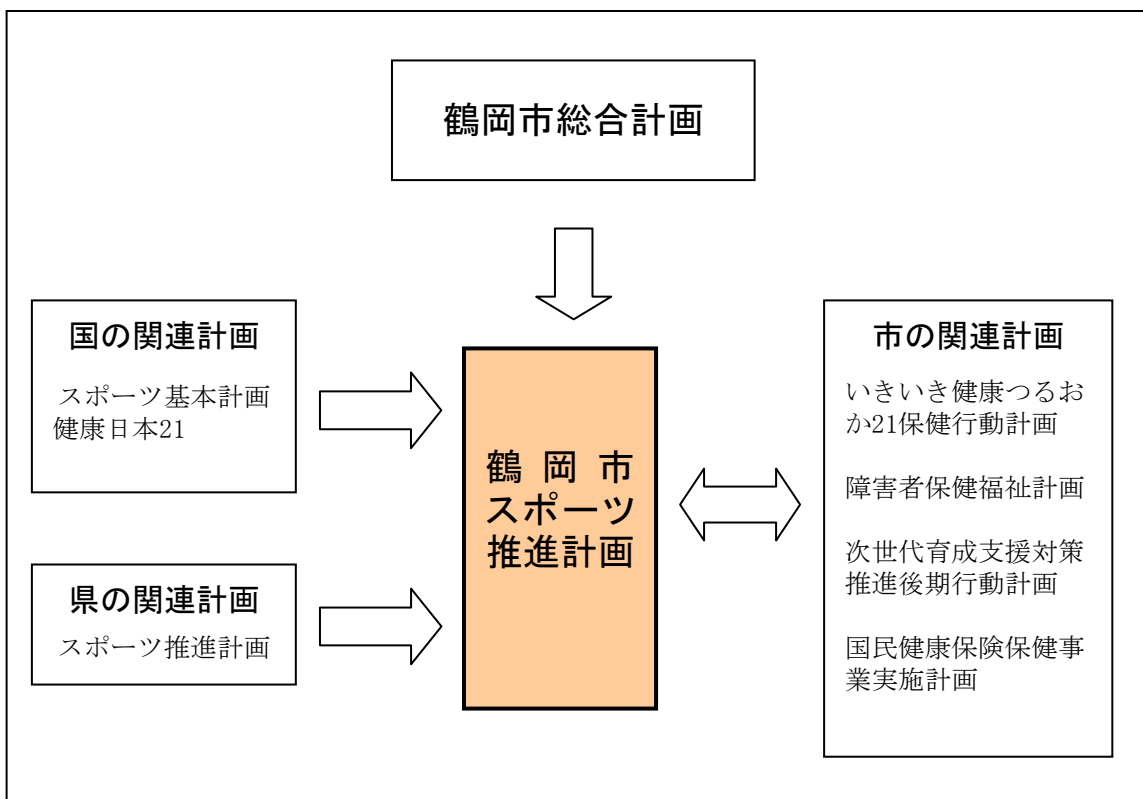 鶴岡市総合計画
国の関連計画
スポーツ基本計画
健康日本21
県の関連計画
スポーツ推進計画
鶴岡市
スポーツ
推進計画
市の関連計画
いきいき健康つるお
か21保健行動計画
障害者保健福祉計画
次世代育成支援対策
推進後期行動計画
国民健康保険保健事
業実施計画